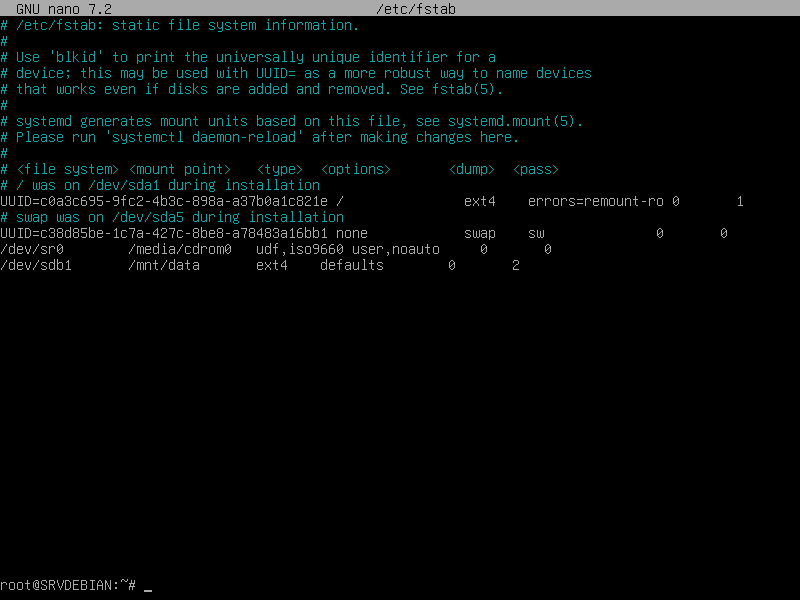 GNU nano 7.2 /etc/fstab
# /etc/fstab: static file system information.
#
# Use 'blkid' to print the universally unique identifier for a
# device; this may be used with UUID= as a more robust way to name devices
# that works even if disks are added and removed. See fstab(5).
#
# systemd generates mount units based on this file, see systemd.mount(5).
# Please run 'systemctl daemon-reload' after making changes here.
#
# <file system> <mount point>   <type>  <options>       <dump>  <pass>
# / was on /dev/sda1 during installation
UUID=c0a3c695-9fc2-4b3c-898a-a37b0a1c821e /               ext4    errors=remount-ro 0       1
# swap was on /dev/sda5 during installation
UUID=c38d85be-1c7a-427c-8be8-a78483a16bb1 none            swap    sw              0       0
/dev/sr0        /media/cdrom0   udf,iso9660 user,noauto     0       0
/dev/sdb1       /mnt/data       ext4    defaults        0       2
root@SRVDEBIAN:~# _